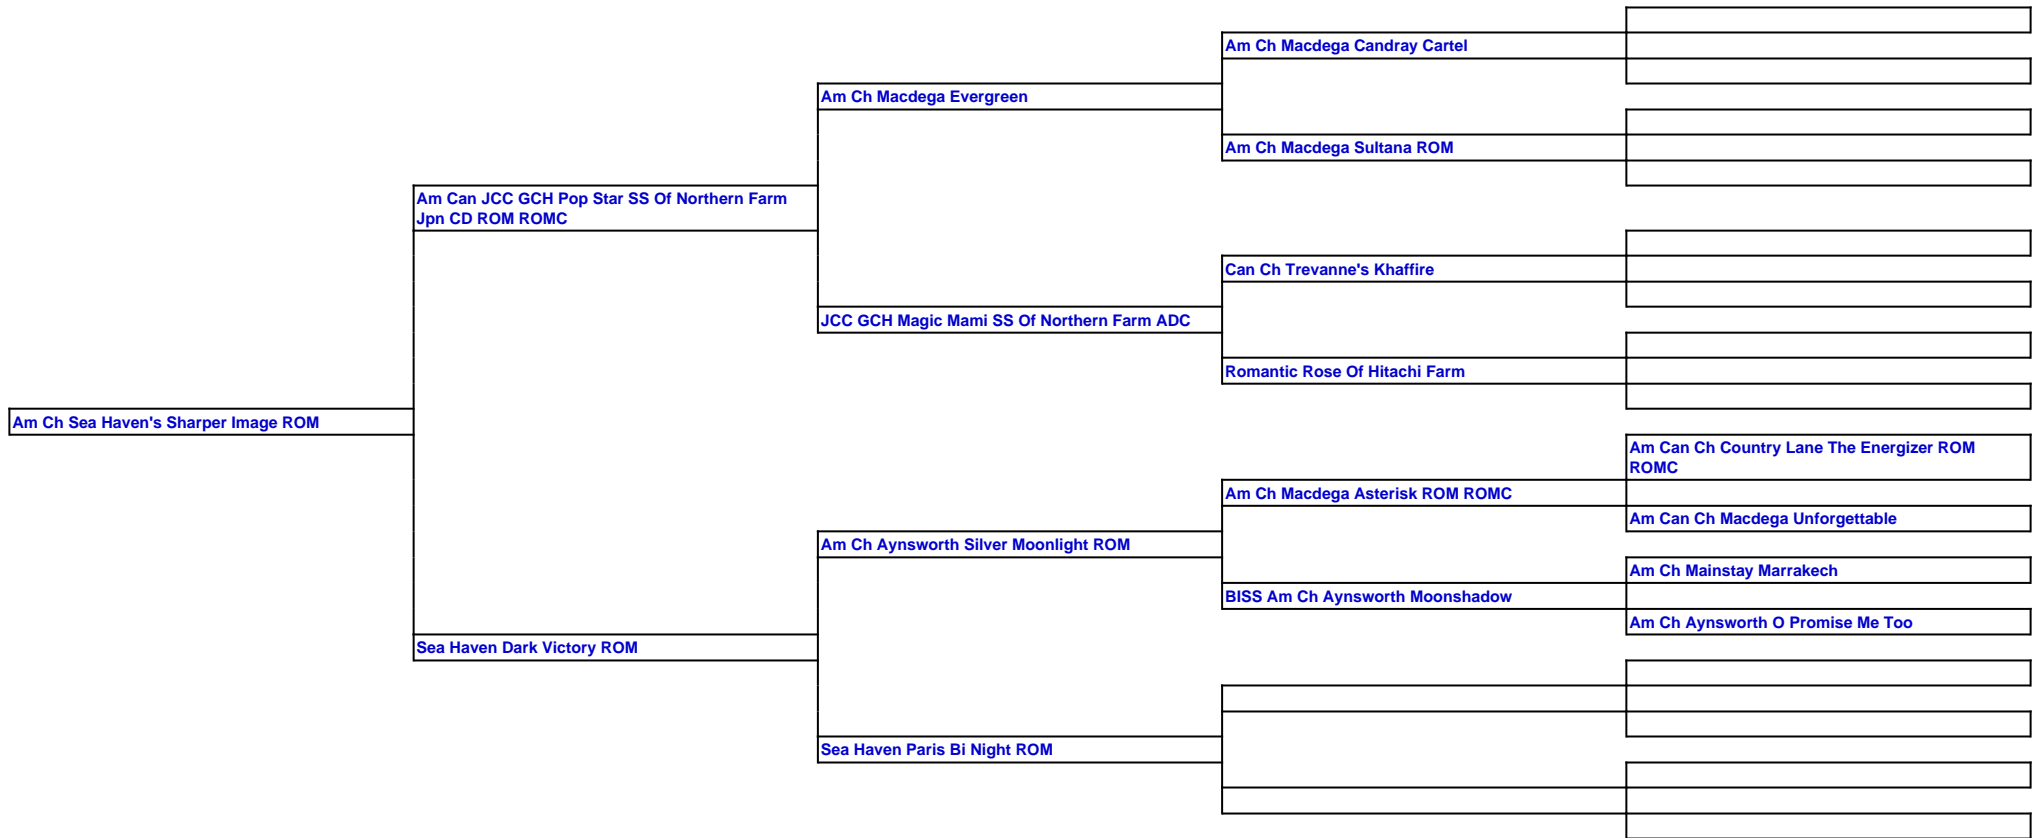 Am Ch Macdega Candray Cartel
Am Ch Macdega Evergreen
Am Ch Macdega Sultana ROM
Am Can JCC GCH Pop Star SS Of Northern Farm
Jpn CD ROM ROMC
Can Ch Trevanne's Khaffire
JCC GCH Magic Mami SS Of Northern Farm ADC
Romantic Rose Of Hitachi Farm
Am Ch Sea Haven's Sharper Image ROM
Am Can Ch Country Lane The Energizer ROM
ROMC
Am Ch Macdega Asterisk ROM ROMC
Am Can Ch Macdega Unforgettable
Am Ch Aynsworth Silver Moonlight ROM
Am Ch Mainstay Marrakech
BISS Am Ch Aynsworth Moonshadow
Am Ch Aynsworth O Promise Me Too
Sea Haven Dark Victory ROM
Sea Haven Paris Bi Night ROM